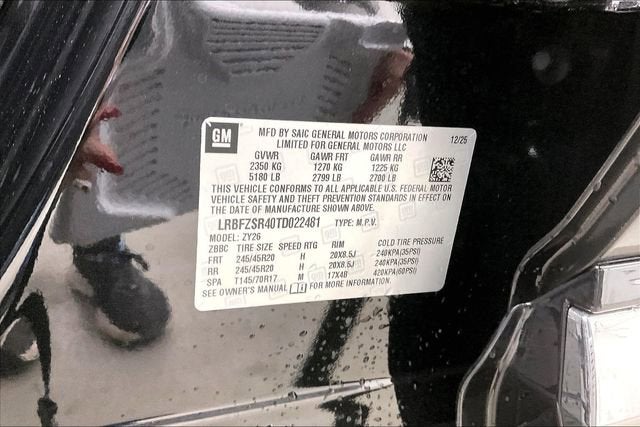 GM
MFD BY SAIC GENERAL MOTORS CORPORATION 12/25
LIMITED FOR GENERAL MOTORS LLC
GVWR GAWR FRT GAWR RR
2350 KG 1270 KG 1225 KG
5180 LB 2799 LB 2700 LB
THIS VEHICLE CONFORMS TO ALL APPLICABLE U.S. FEDERAL MOTOR
VEHICLE SAFETY AND THEFT PREVENTION STANDARDS IN EFFECT ON
THE DATE OF MANUFACTURE SHOWN ABOVE.
LRBFZSR40TD022481 TYPE: M.P.V.
MODEL: ZY26
ZBBC TIRE SIZE SPEED RTG RIM COLD TIRE PRESSURE
FRT 245/45R20 H 20X8.5J 240KPA(35PSI)
RR 245/45R20 H 20X8.5J 240KPA(35PSI)
SPA T145/70R17 M 17X4B 420KPA(60PSI)
SEE OWNER'S MANUAL FOR MORE INFORMATION.